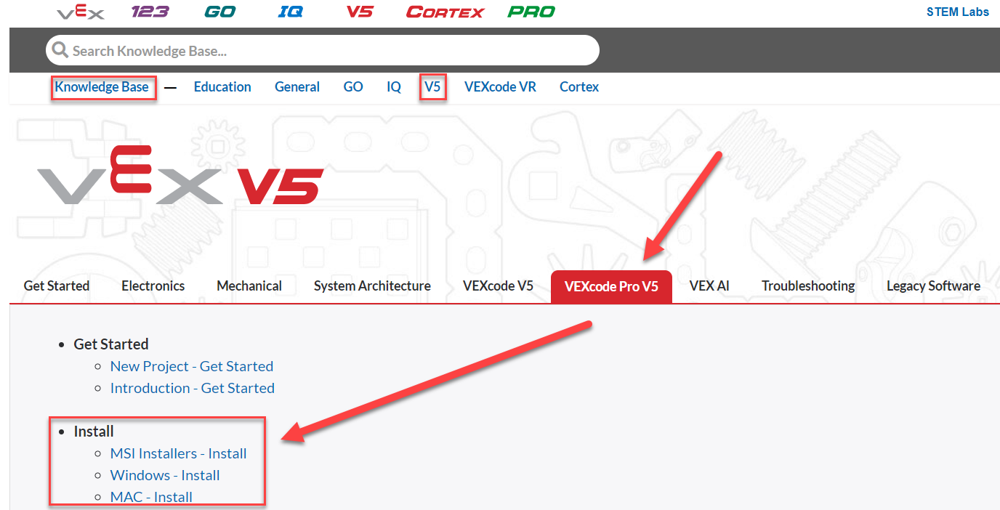 VEX 123 GO IQ V5 CORTEX PRO STEM Labs
Search Knowledge Base...
Knowledge Base — Education General GO IQ V5 VEXcode VR Cortex
VEX V5
Get Started Electronics Mechanical System Architecture VEXcode V5 VEXcode Pro V5 VEX AI Troubleshooting Legacy Software
• Get Started
○ New Project - Get Started
○ Introduction - Get Started
• Install
○ MSI Installers - Install
○ Windows - Install
○ MAC - Install